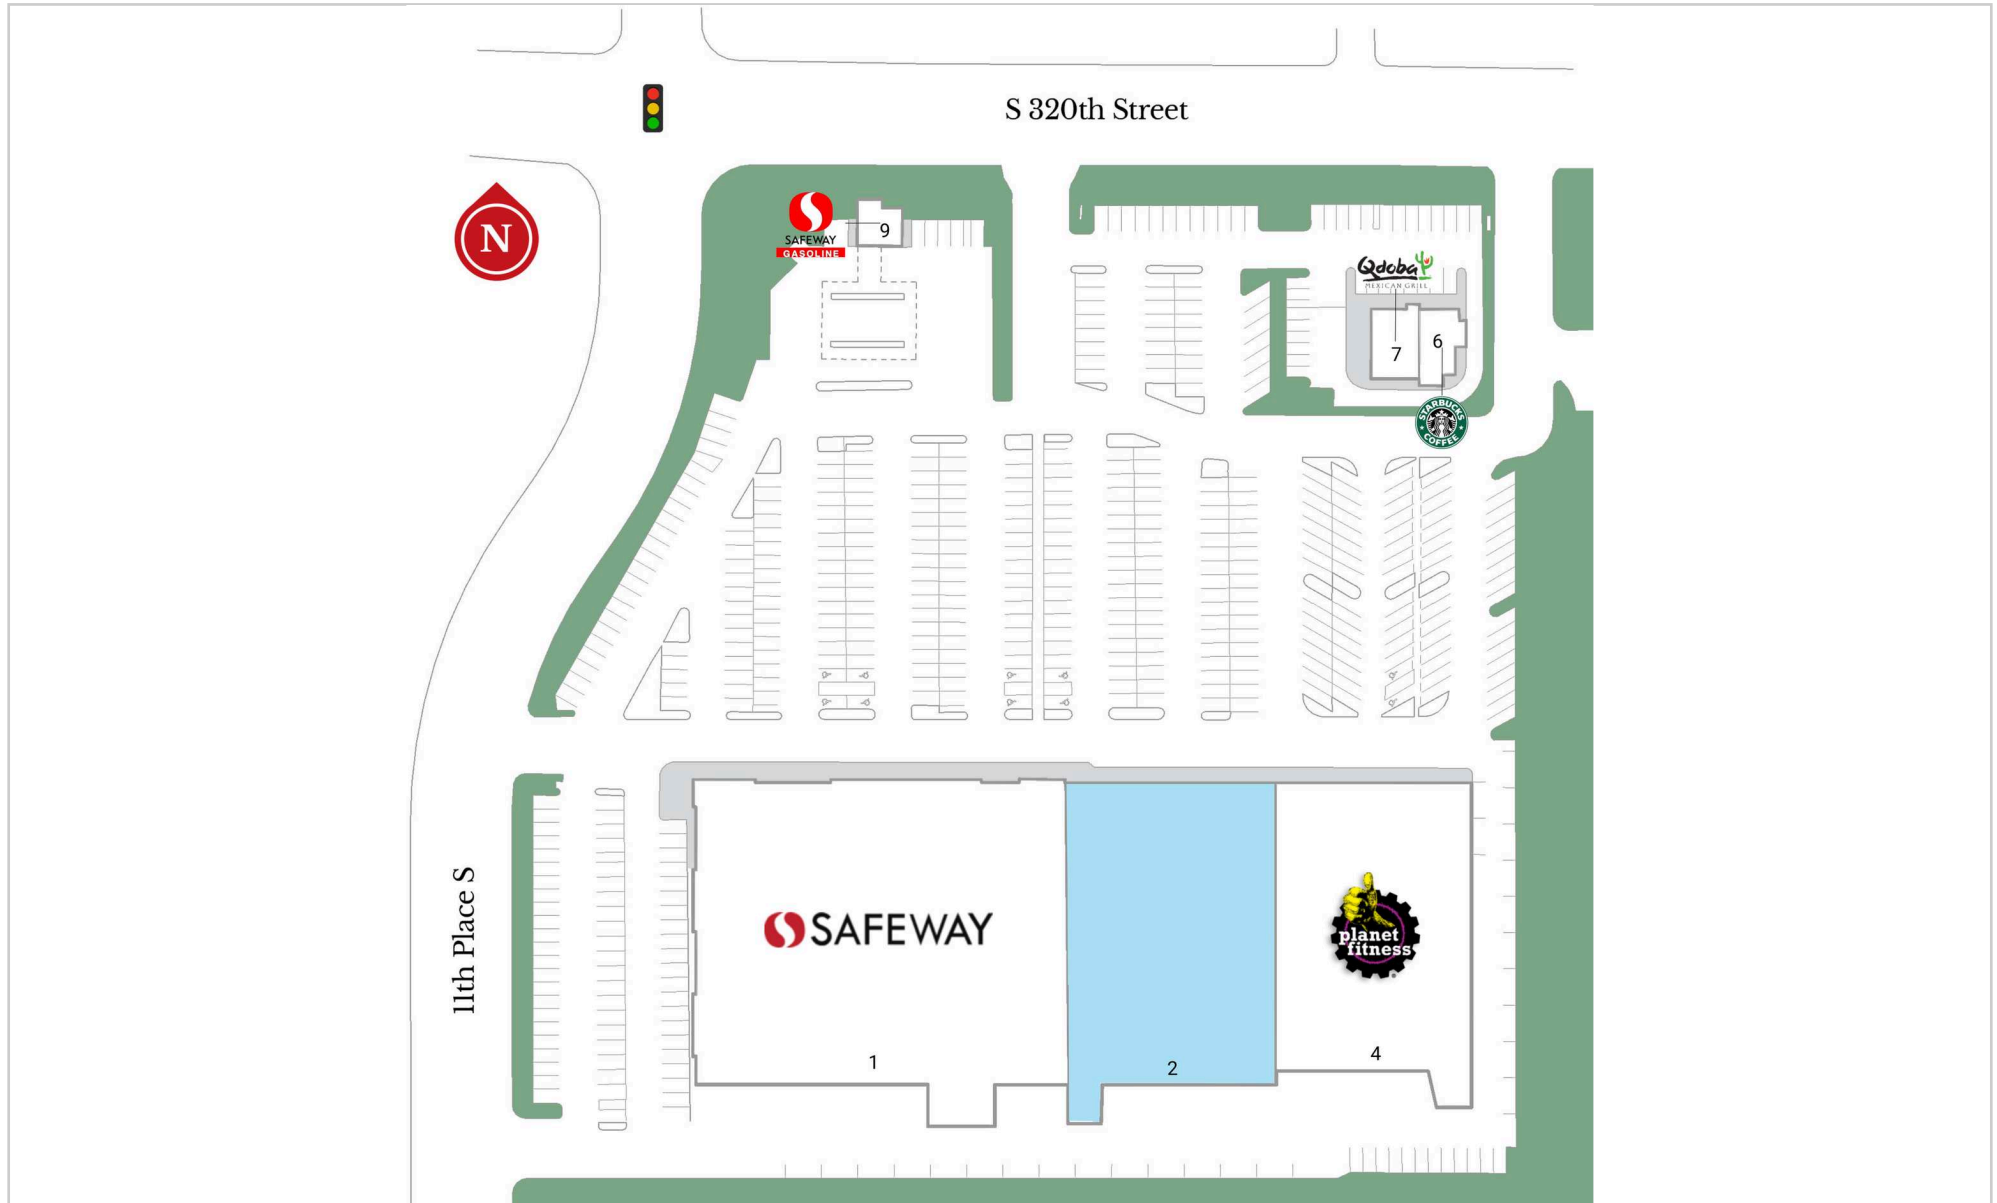 S 320th Street
N
SAFEWAY
GASOLINE
9
Qdoba
MEXICAN GRILL
7
6
STARBUCKS
COFFEE
11th Place S
SAFEWAY
planet
fitness
1
2
4